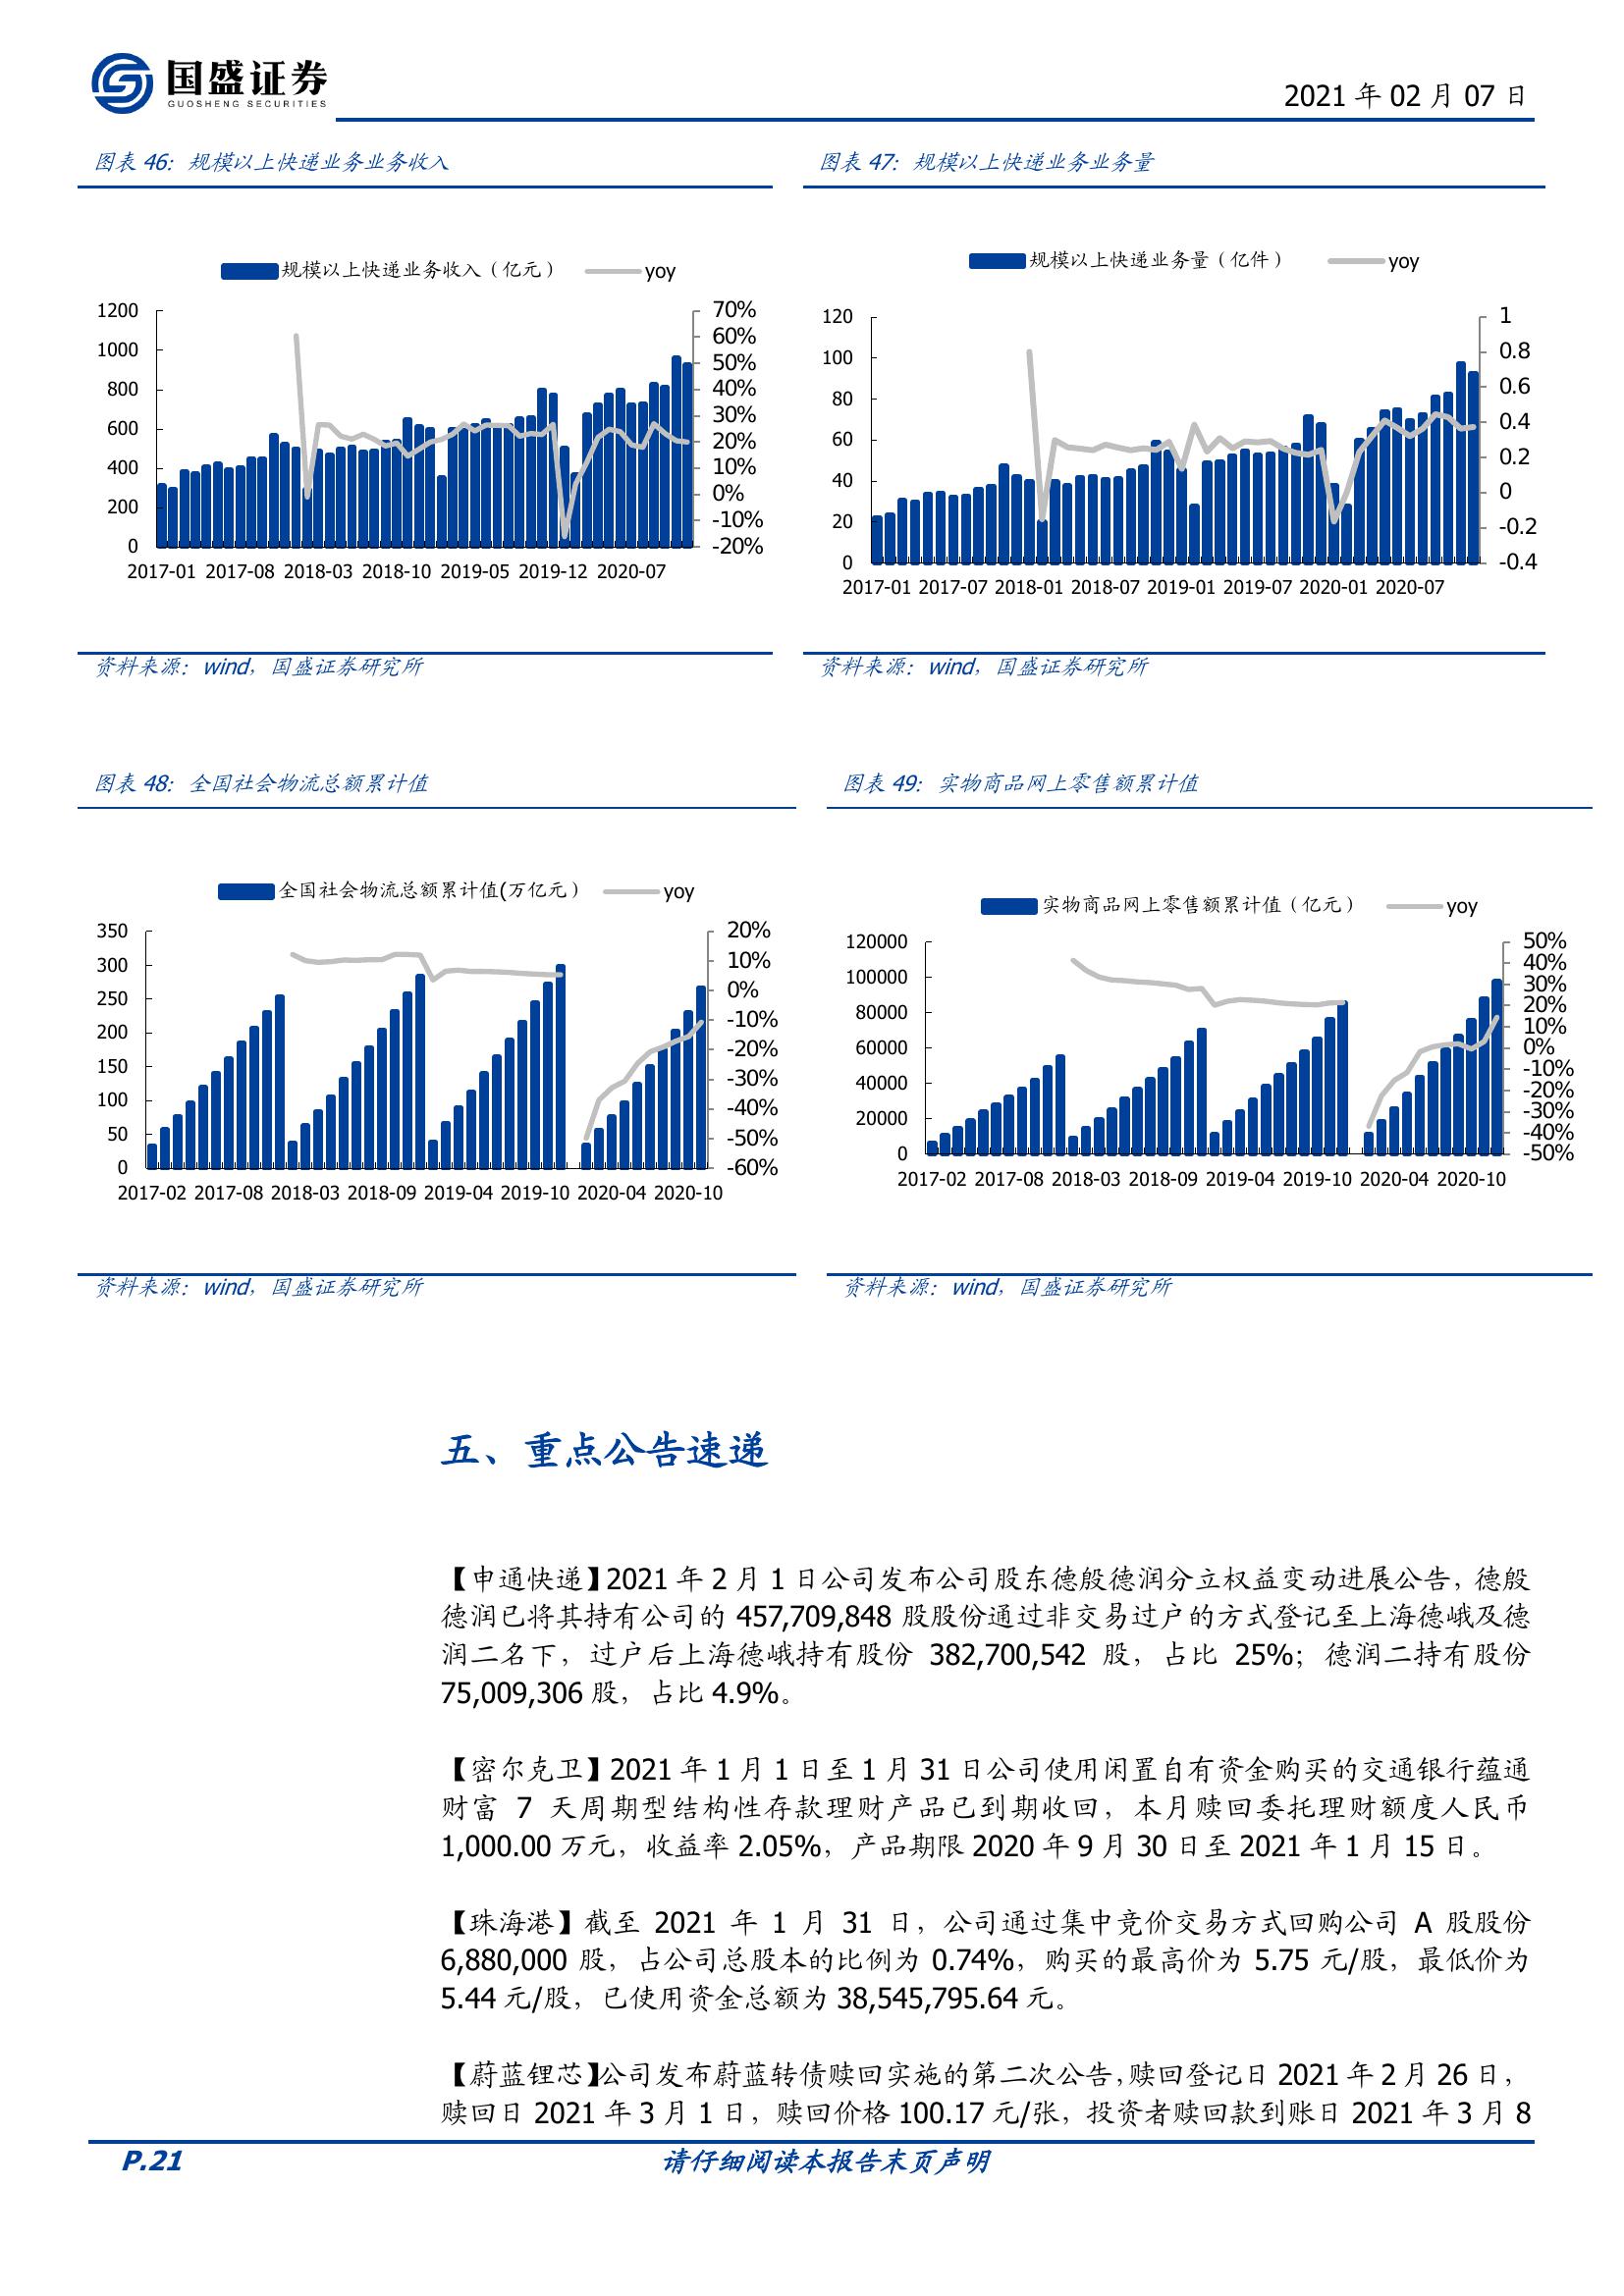 国盛证券
GUOSHENG SECURITIES
2021 年 02 月 07 日
图表 46：规模以上快递业务业务收入
规模以上快递业务收入（亿元） yoy
1200
1000
800
600
400
200
0
70%
60%
50%
40%
30%
20%
10%
0%
-10%
-20%
2017-01 2017-08 2018-03 2018-10 2019-05 2019-12 2020-07
资料来源：wind，国盛证券研究所
图表 47：规模以上快递业务业务量
规模以上快递业务量（亿件） yoy
120
100
80
60
40
20
0
1
0.8
0.6
0.4
0.2
0
-0.2
-0.4
2017-01 2017-07 2018-01 2018-07 2019-01 2019-07 2020-01 2020-07
资料来源：wind，国盛证券研究所
图表 48：全国社会物流总额累计值
全国社会物流总额累计值(万亿元） yoy
350
300
250
200
150
100
50
0
20%
10%
0%
-10%
-20%
-30%
-40%
-50%
-60%
2017-02 2017-08 2018-03 2018-09 2019-04 2019-10 2020-04 2020-10
资料来源：wind，国盛证券研究所
图表 49：实物商品网上零售额累计值
实物商品网上零售额累计值（亿元） yoy
120000
100000
80000
60000
40000
20000
0
50%
40%
30%
20%
10%
0%
-10%
-20%
-30%
-40%
-50%
2017-02 2017-08 2018-03 2018-09 2019-04 2019-10 2020-04 2020-10
资料来源：wind，国盛证券研究所
五、重点公告速递
【申通快递】2021 年 2 月 1 日公司发布公司股东德殷德润分立权益变动进展公告，德殷
德润已将其持有公司的 457,709,848 股股份通过非交易过户的方式登记至上海德峨及德
润二名下，过户后上海德峨持有股份 382,700,542 股，占比 25%；德润二持有股份
75,009,306 股，占比 4.9%。
【密尔克卫】2021 年 1 月 1 日至 1 月 31 日公司使用闲置自有资金购买的交通银行蕴通
财富 7 天周期型结构性存款理财产品已到期收回，本月赎回委托理财额度人民币
1,000.00 万元，收益率 2.05%，产品期限 2020 年 9 月 30 日至 2021 年 1 月 15 日。
【珠海港】截至 2021 年 1 月 31 日，公司通过集中竞价交易方式回购公司 A 股股份
6,880,000 股，占公司总股本的比例为 0.74%，购买的最高价为 5.75 元/股，最低价为
5.44 元/股，已使用资金总额为 38,545,795.64 元。
【蔚蓝锂芯】公司发布蔚蓝转债赎回实施的第二次公告，赎回登记日 2021 年 2 月 26 日，
赎回日 2021 年 3 月 1 日，赎回价格 100.17 元/张，投资者赎回款到账日 2021 年 3 月 8
P.21
请仔细阅读本报告末页声明